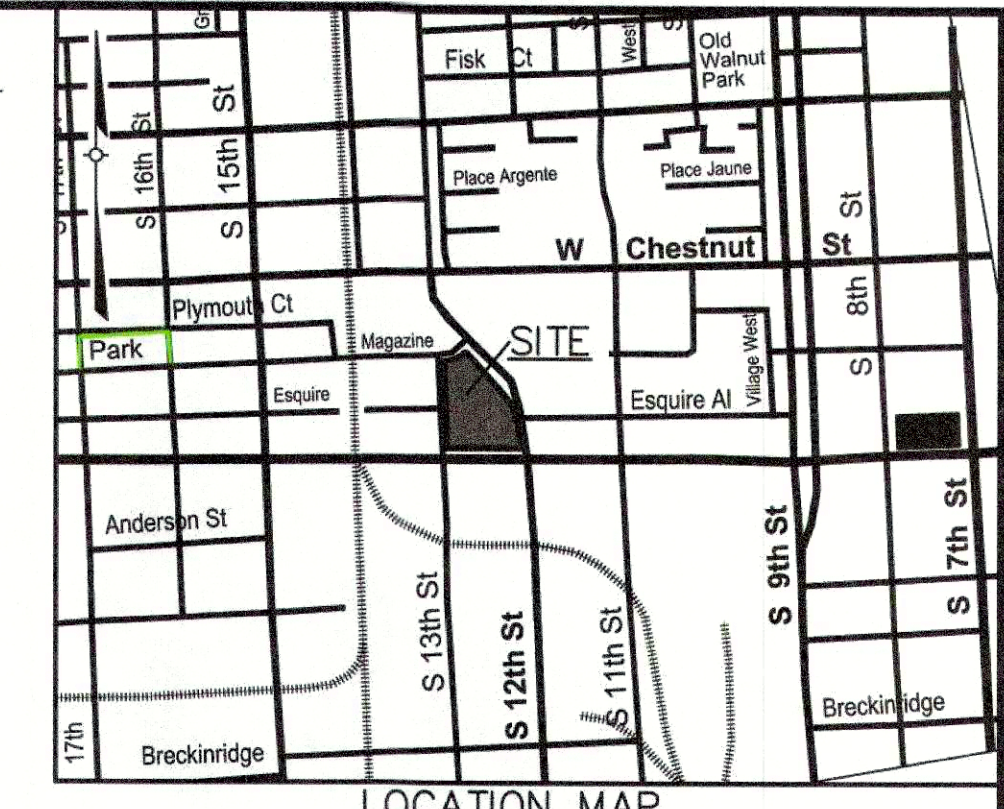 Fisk Ct
West
Old
Walnut
Park
S 16th St
S 15th St
Place Argente
Place Jaune
W Chestnut St
S 8th St
Plymouth Ct
Park
Magazine
SITE
Village West
Esquire
Esquire Al
Anderson St
S 13th St
S 12th St
S 11th St
S 9th St
S 7th St
17th
Breckinridge
Breckinridge
LOCATION MAP